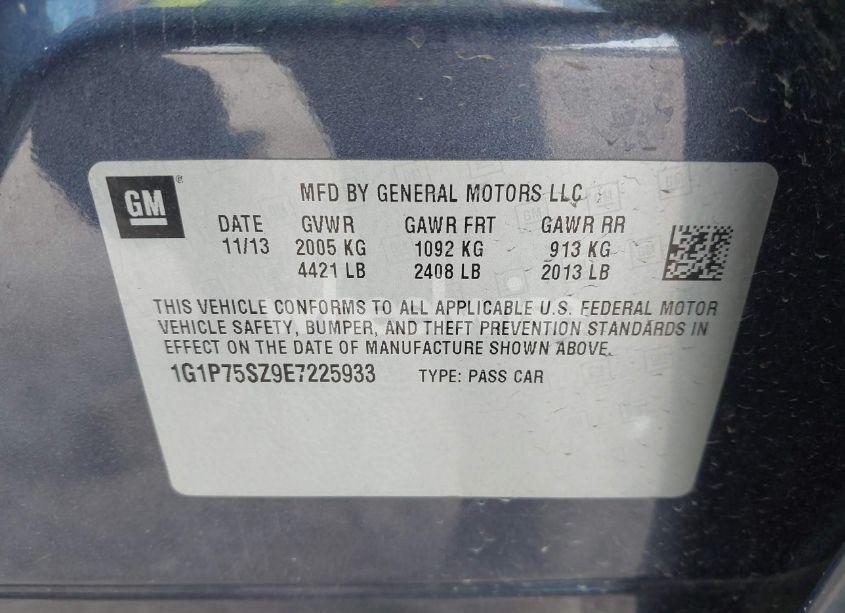 GM
MFD BY GENERAL MOTORS LLC
DATE GVWR GAWR FRT GAWR RR
11/13 2005 KG 1092 KG 913 KG
4421 LB 2408 LB 2013 LB
THIS VEHICLE CONFORMS TO ALL APPLICABLE U.S. FEDERAL MOTOR
VEHICLE SAFETY, BUMPER, AND THEFT PREVENTION STANDARDS IN
EFFECT ON THE DATE OF MANUFACTURE SHOWN ABOVE.
1G1P75SZ9E7225933 TYPE: PASS CAR